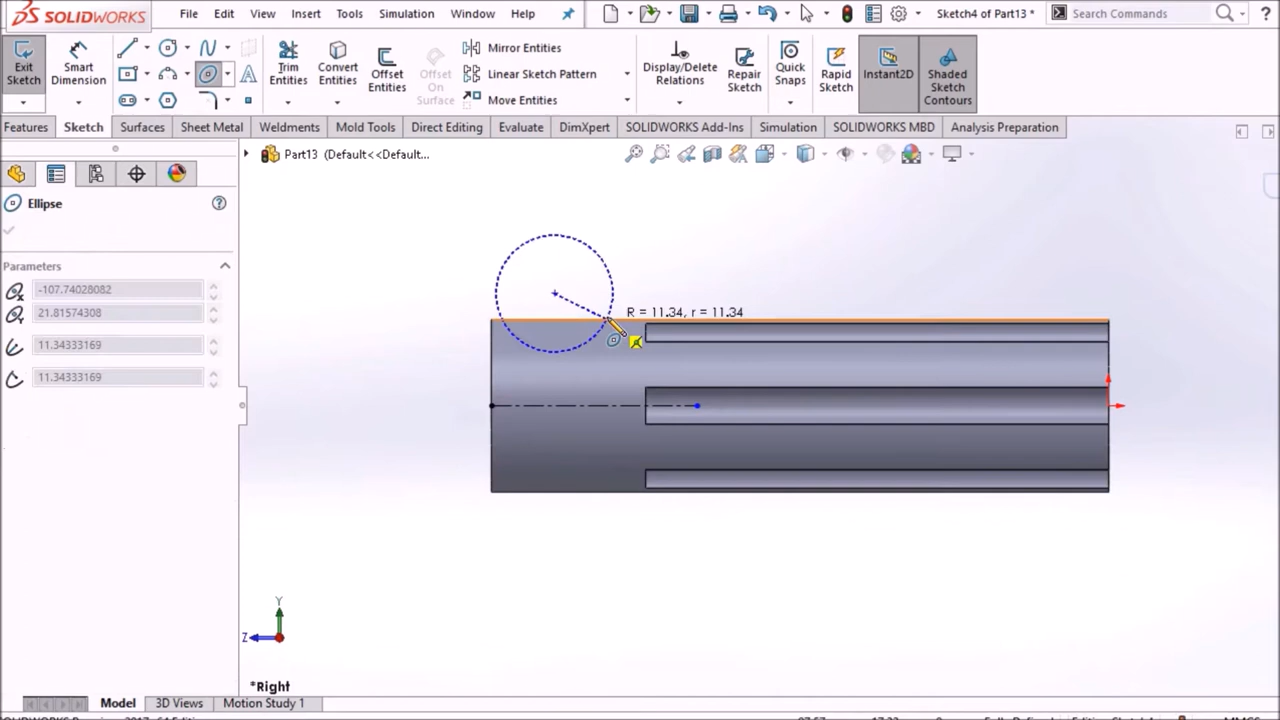 SOLIDWORKS File Edit View Insert Tools Simulation Window Help Sketch4 of Part13 * Search Commands ?
Exit Sketch
Smart Dimension
Trim Entities
Convert Entities
Offset Entities
Offset On Surface
Mirror Entities
Linear Sketch Pattern
Move Entities
Display/Delete Relations
Repair Sketch
Quick Snaps
Rapid Sketch
Instant2D
Shaded Sketch Contours
Features Sketch Surfaces Sheet Metal Weldments Mold Tools Direct Editing Evaluate DimXpert SOLIDWORKS Add-Ins Simulation SOLIDWORKS MBD Analysis Preparation
Part13 (Default<<Default...
Ellipse ?
Parameters
-107.74028082
21.81574308
11.34333169
11.34333169
R = 11.34, r = 11.34
Y
Z
*Right
Model 3D Views Motion Study 1